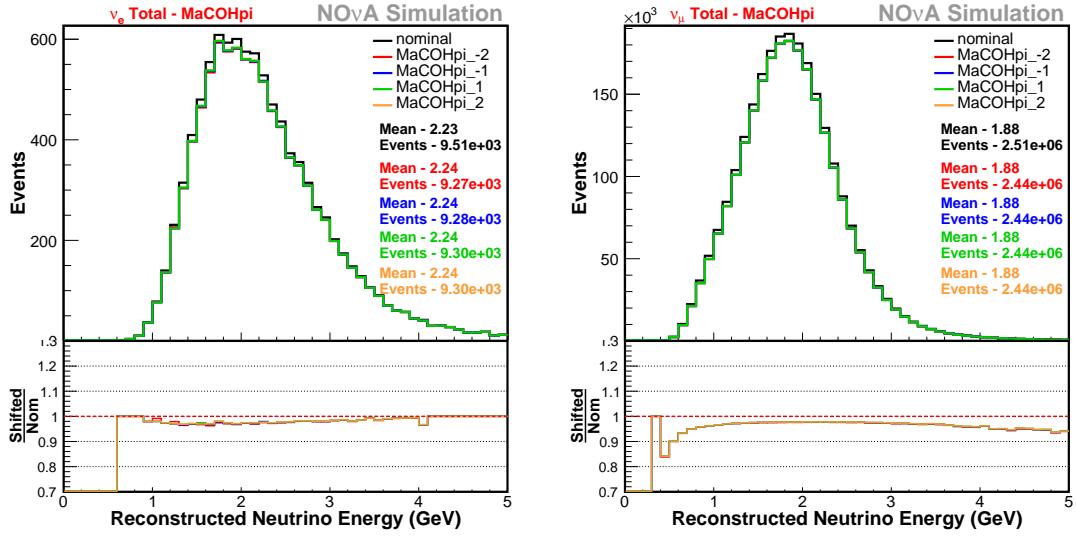 ν_e Total - MaCOHpi NOνA Simulation
nominal
MaCOHpi_-2
MaCOHpi_-1
MaCOHpi_1
MaCOHpi_2
Mean - 2.23
Events - 9.51e+03
Mean - 2.24
Events - 9.27e+03
Mean - 2.24
Events - 9.28e+03
Mean - 2.24
Events - 9.30e+03
Mean - 2.24
Events - 9.30e+03
Events
600
400
200
1.2
1.1
1
0.9
0.8
0.7
Shifted
Nom
0 1 2 3 4 5
Reconstructed Neutrino Energy (GeV)
×10³ ν_μ Total - MaCOHpi NOνA Simulation
nominal
MaCOHpi_-2
MaCOHpi_-1
MaCOHpi_1
MaCOHpi_2
Mean - 1.88
Events - 2.51e+06
Mean - 1.88
Events - 2.44e+06
Mean - 1.88
Events - 2.44e+06
Mean - 1.88
Events - 2.44e+06
Mean - 1.88
Events - 2.44e+06
Events
150
100
50
1.2
1.1
1
0.9
0.8
0.7
Shifted
Nom
0 1 2 3 4 5
Reconstructed Neutrino Energy (GeV)